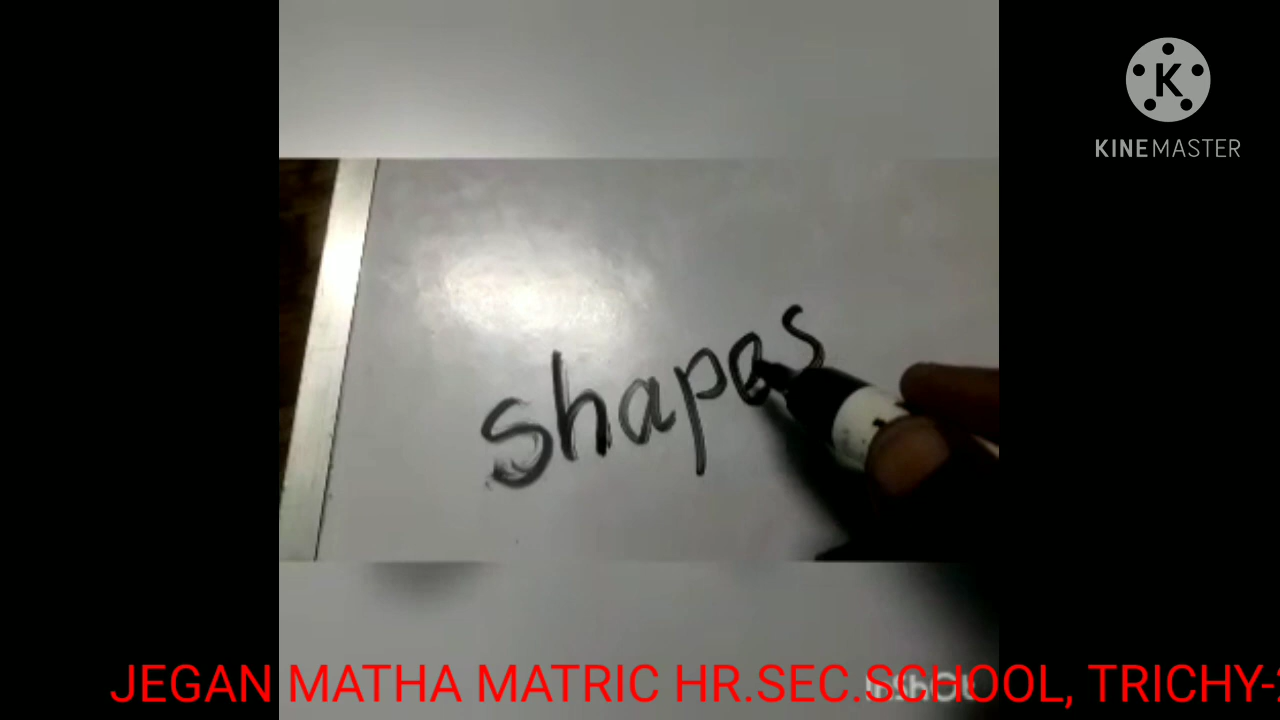 K
KINEMASTER
shapes
JEGAN MATHA MATRIC HR.SEC.SCHOOL, TRICHY-